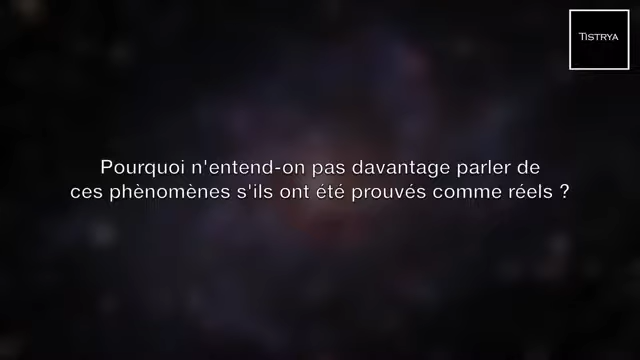 TISTRYA
Pourquoi n'entend-on pas davantage parler de
ces phènomènes s'ils ont été prouvés comme réels ?